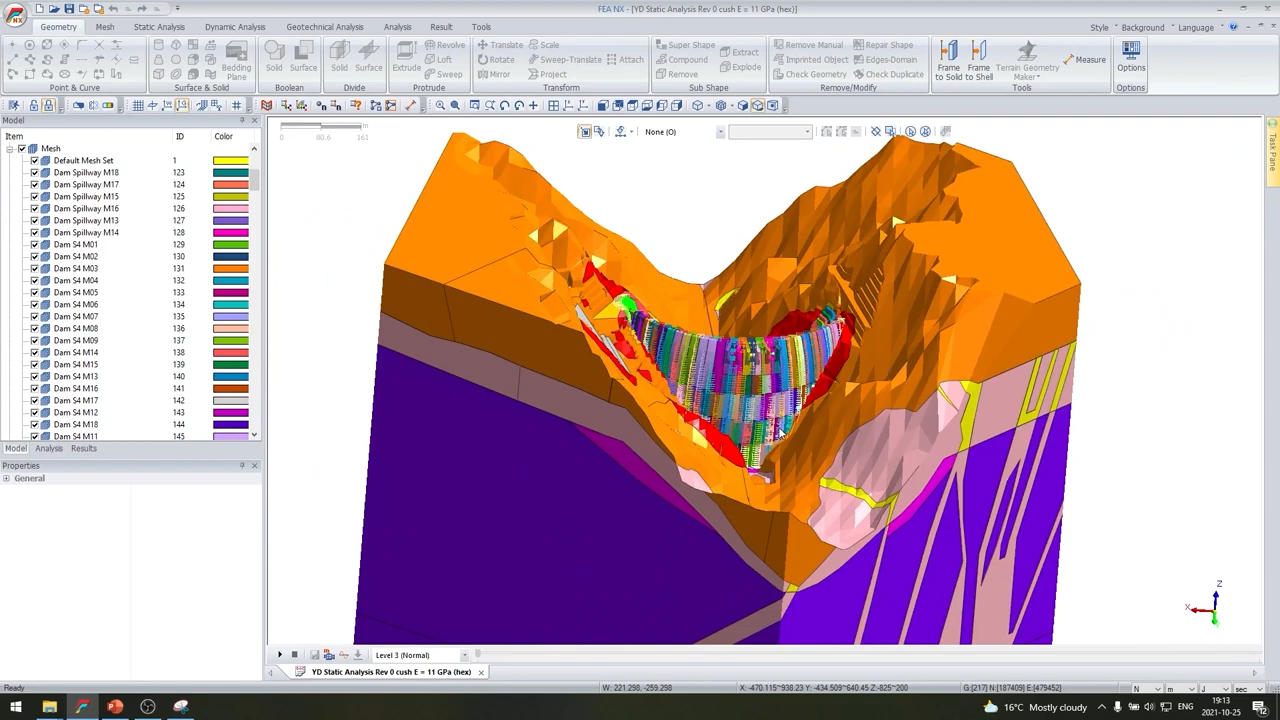 FEA NX
YD Static Analysis Rev 0 cush E = 11 GPa (hex)]
Geometry Mesh Static Analysis Dynamic Analysis Geotechnical Analysis Analysis Result Tools
Style Background Language
Bedding Plane
Solid Surface
Solid Surface
Extrude
Revolve
Loft
Sweep
Translate
Rotate
Mirror
Scale
Sweep-Translate
Project
Attach
Super Shape
Compound
Remove
Extract
Explode
Remove Manual
Imprinted Object
Check Geometry
Repair Shape
Edges-Domain
Check Duplicate
Frame to Solid
Frame to Shell
Terrain Geometry Maker
Measure
Options
Point & Curve Surface & Solid Boolean Divide Protrude Transform Sub Shape Remove/Modify Tools Options
Model
Item ID Color
Mesh
Default Mesh Set 1
Dam Spillway M18 123
Dam Spillway M17 124
Dam Spillway M15 125
Dam Spillway M16 126
Dam Spillway M13 127
Dam Spillway M14 128
Dam S4 M01 129
Dam S4 M02 130
Dam S4 M03 131
Dam S4 M04 132
Dam S4 M05 133
Dam S4 M06 134
Dam S4 M07 135
Dam S4 M08 136
Dam S4 M09 137
Dam S4 M14 138
Dam S4 M15 139
Dam S4 M13 140
Dam S4 M16 141
Dam S4 M17 142
Dam S4 M12 143
Dam S4 M18 144
Dam S4 M11 145
Model Analysis Results
Properties
General
m
0 80.6 161
None (O)
Task Pane
Z
X
Level 3 (Normal)
YD Static Analysis Rev 0 cush E = 11 GPa (hex)
Ready
W: 221.298, -259.298
X: -470.115~938.23 Y: -434.509~640.45 Z:-825~200
G:[217] N:[187409] E:[479452]
N m J sec
16°C Mostly cloudy
ENG
19:13
2021-10-25